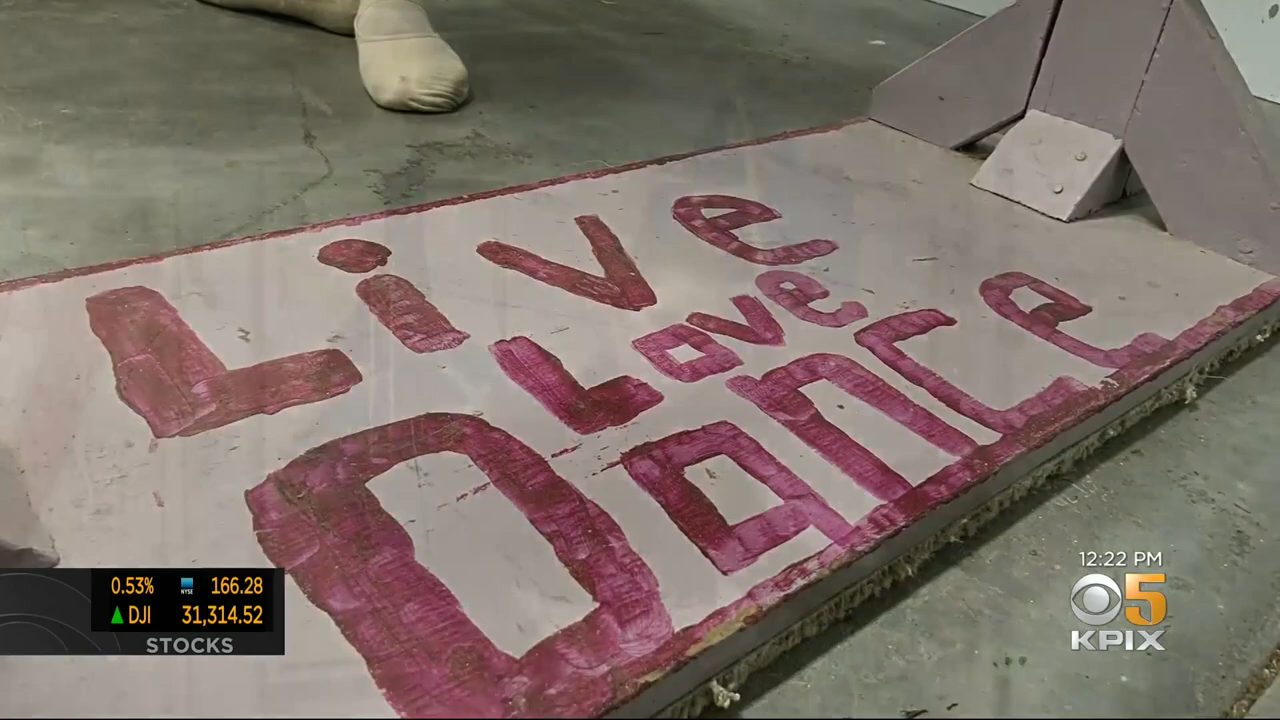 Live
Love
Dance
0.53% NYSE 166.28
DJI 31,314.52
STOCKS
12:22 PM
5
KPIX